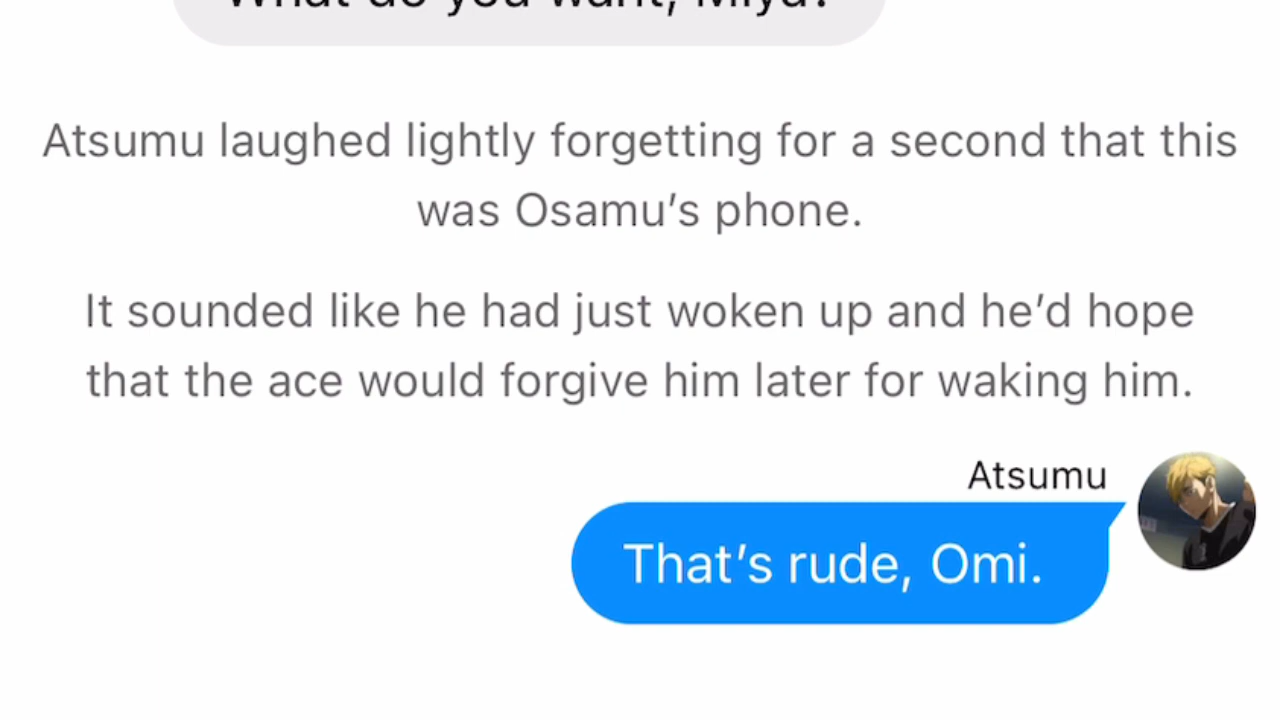 What do you want, Miya?
Atsumu laughed lightly forgetting for a second that this
was Osamu’s phone.
It sounded like he had just woken up and he’d hope
that the ace would forgive him later for waking him.
Atsumu
That’s rude, Omi.